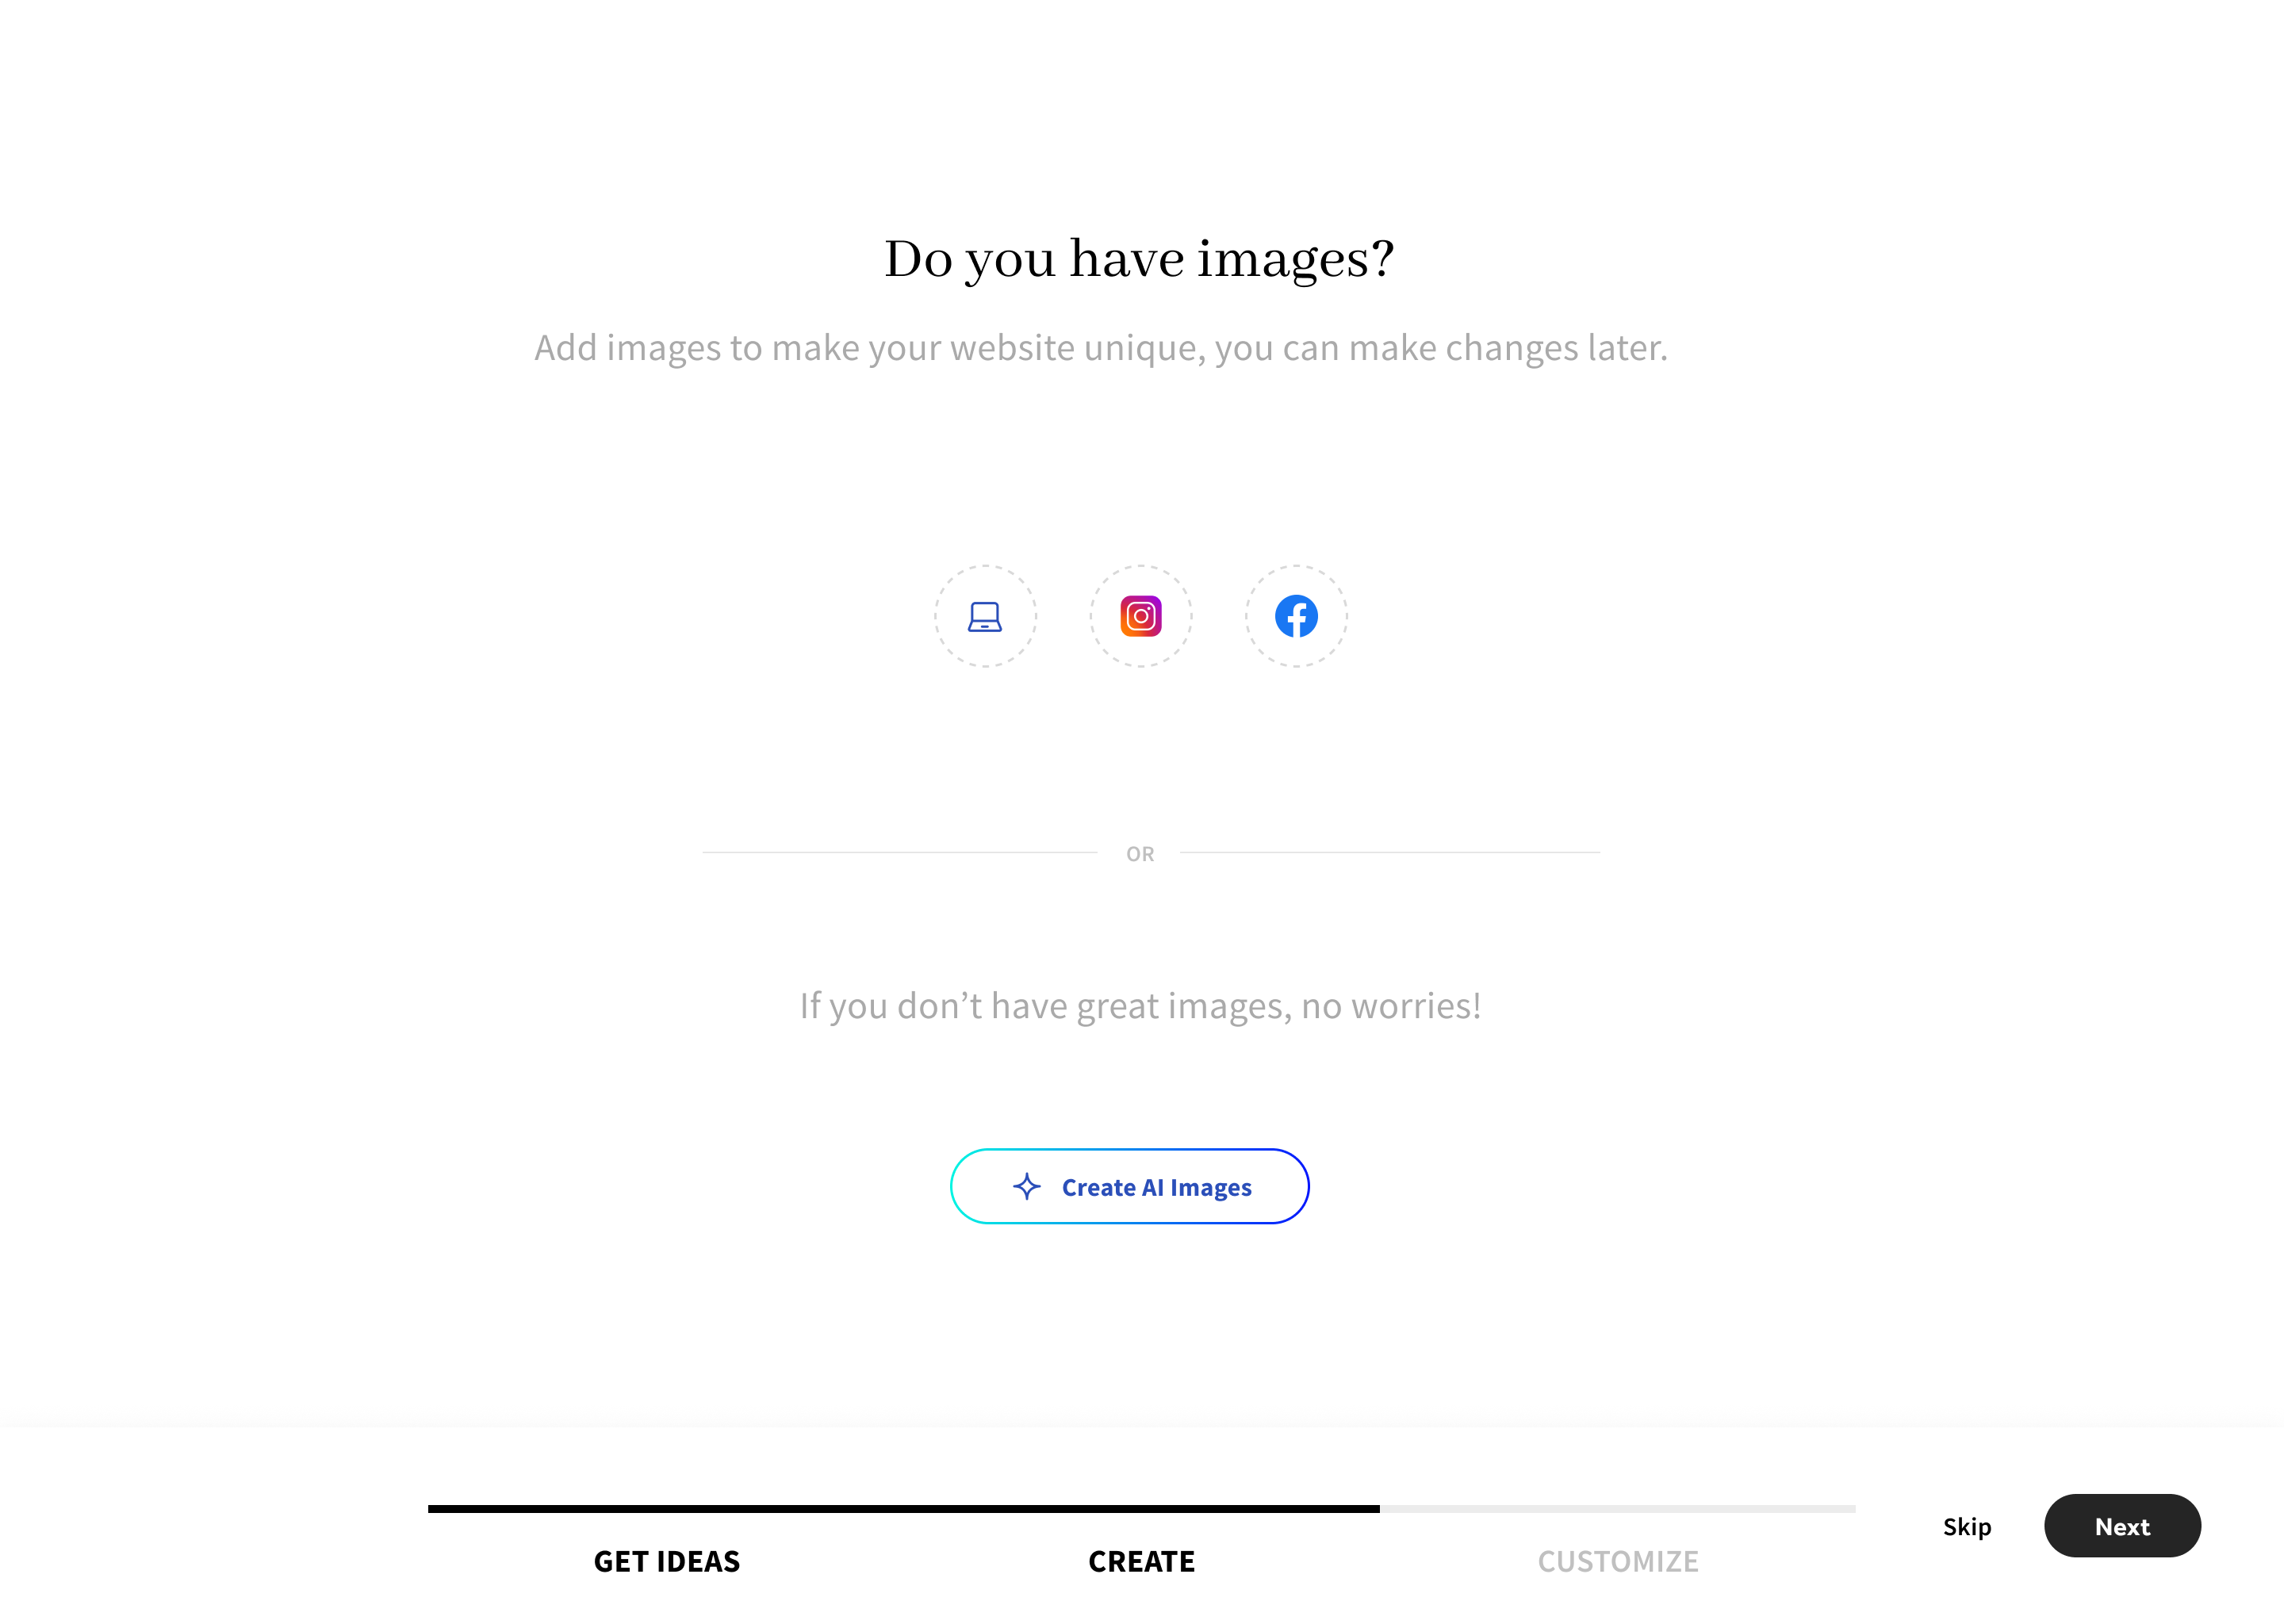 Do you have images?
Add images to make your website unique, you can make changes later.
OR
If you don’t have great images, no worries!
Create AI Images
Skip
Next
GET IDEAS
CREATE
CUSTOMIZE